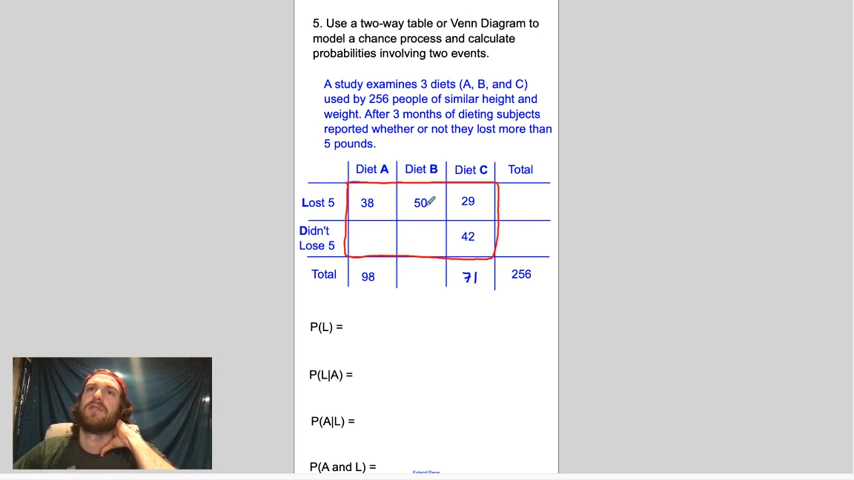 5. Use a two-way table or Venn Diagram to
model a chance process and calculate
probabilities involving two events.
A study examines 3 diets (A, B, and C)
used by 256 people of similar height and
weight. After 3 months of dieting subjects
reported whether or not they lost more than
5 pounds.
Diet A Diet B Diet C Total
Lost 5 38 50 29
Didn't
Lose 5 42
Total 98 71 256
P(L) =
P(L|A) =
P(A|L) =
P(A and L) =
Extend Page